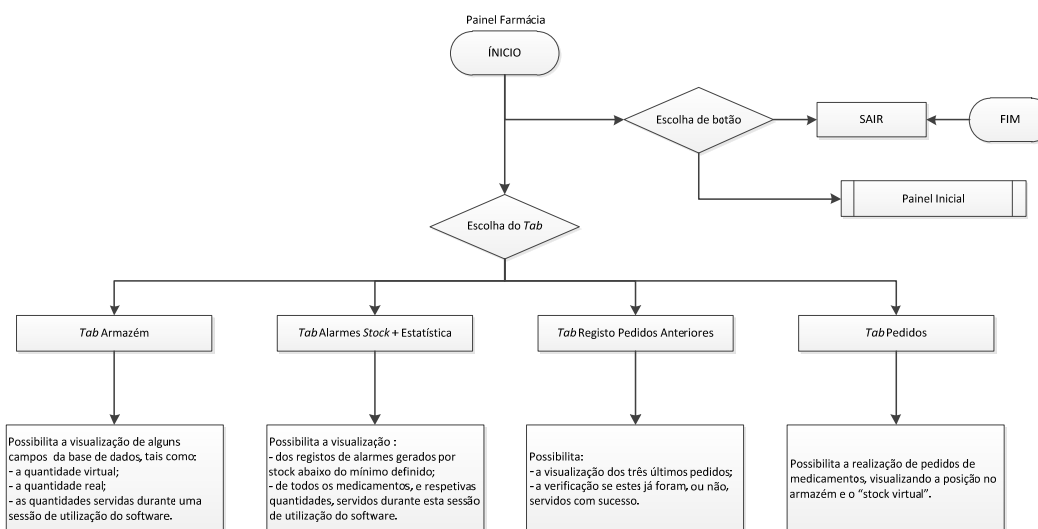 Painel Farmácia
ÍNICIO
Escolha de botão
SAIR
FIM
Painel Inicial
Escolha do Tab
Tab Armazém
Tab Alarmes Stock + Estatística
Tab Registo Pedidos Anteriores
Tab Pedidos
Possibilita a visualização de alguns
campos da base de dados, tais como:
- a quantidade virtual;
- a quantidade real;
- as quantidades servidas durante uma
sessão de utilização do software.
Possibilita a visualização :
- dos registos de alarmes gerados por
stock abaixo do mínimo definido;
- de todos os medicamentos, e respetivas
quantidades, servidos durante esta sessão
de utilização do software.
Possibilita:
- a visualização dos três últimos pedidos;
- a verificação se estes já foram, ou não,
servidos com sucesso.
Possibilita a realização de pedidos de
medicamentos, visualizando a posição no
armazém e o “stock virtual”.